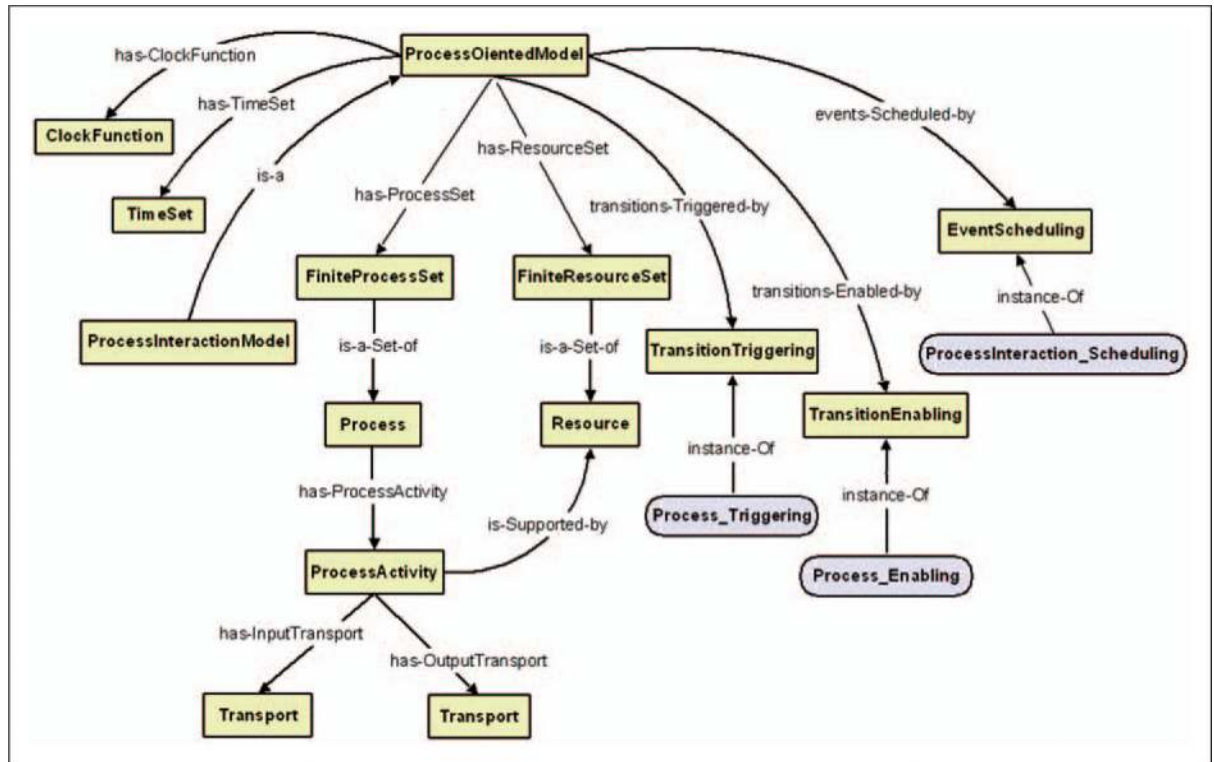 has-ClockFunction
ProcessOientedModel
has-TimeSet
events-Scheduled-by
ClockFunction
has-ResourceSet
is-a
has-ProcessSet
TimeSet
transitions-Triggered-by
EventScheduling
FiniteProcessSet
FiniteResourceSet
transitions-Enabled-by
instance-Of
ProcessInteractionModel
is-a-Set-of
is-a-Set-of
TransitionTriggering
ProcessInteraction_Scheduling
Process
Resource
TransitionEnabling
instance-Of
has-ProcessActivity
instance-Of
Process_Triggering
is-Supported-by
ProcessActivity
Process_Enabling
has-InputTransport
has-OutputTransport
Transport
Transport